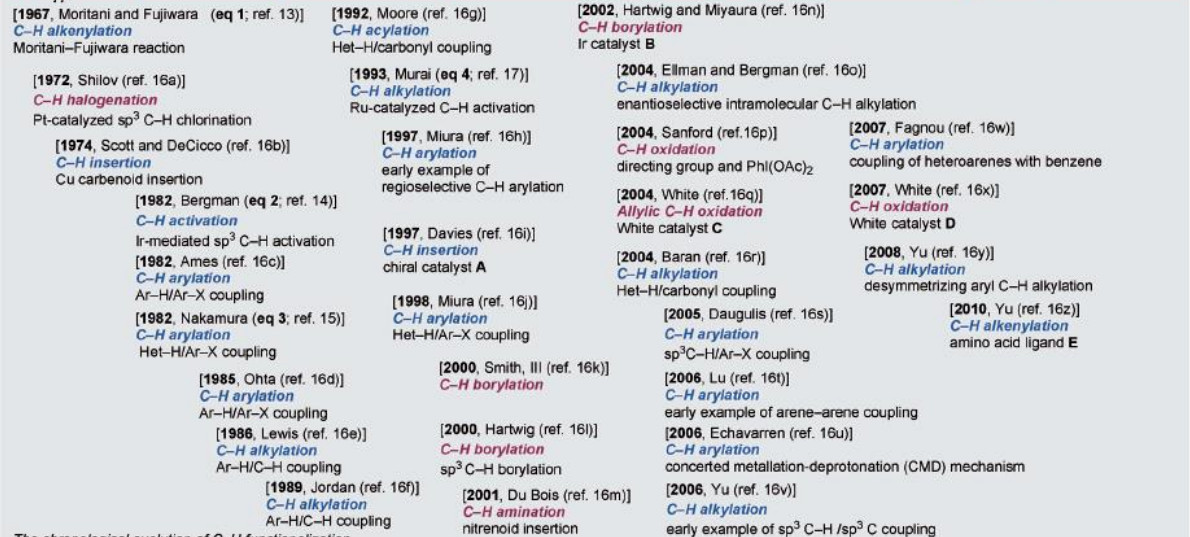 [1967, Moritani and Fujiwara (eq 1; ref. 13)]
C–H alkenylation
Moritani–Fujiwara reaction
[1972, Shilov (ref. 16a)]
C–H halogenation
Pt-catalyzed sp³ C–H chlorination
[1974, Scott and DeCicco (ref. 16b)]
C–H insertion
Cu carbenoid insertion
[1982, Bergman (eq 2; ref. 14)]
C–H activation
Ir-mediated sp³ C–H activation
[1982, Ames (ref. 16c)]
C–H arylation
Ar–H/Ar–X coupling
[1982, Nakamura (eq 3; ref. 15)]
C–H arylation
Het–H/Ar–X coupling
[1985, Ohta (ref. 16d)]
C–H arylation
Ar–H/Ar–X coupling
[1986, Lewis (ref. 16e)]
C–H alkylation
Ar–H/C–H coupling
[1989, Jordan (ref. 16f)]
C–H alkylation
Ar–H/C–H coupling
[1992, Moore (ref. 16g)]
C–H acylation
Het–H/carbonyl coupling
[1993, Murai (eq 4; ref. 17)]
C–H alkylation
Ru-catalyzed C–H activation
[1997, Miura (ref. 16h)]
C–H arylation
early example of
regioselective C–H arylation
[1997, Davies (ref. 16i)]
C–H insertion
chiral catalyst A
[1998, Miura (ref. 16j)]
C–H arylation
Het–H/Ar–X coupling
[2000, Smith, III (ref. 16k)]
C–H borylation
[2000, Hartwig (ref. 16l)]
C–H borylation
sp³ C–H borylation
[2001, Du Bois (ref. 16m)]
C–H amination
nitrenoid insertion
[2002, Hartwig and Miyaura (ref. 16n)]
C–H borylation
Ir catalyst B
[2004, Ellman and Bergman (ref. 16o)]
C–H alkylation
enantioselective intramolecular C–H alkylation
[2004, Sanford (ref.16p)]
C–H oxidation
directing group and PhI(OAc)₂
[2004, White (ref.16q)]
Allylic C–H oxidation
White catalyst C
[2004, Baran (ref. 16r)]
C–H alkylation
Het–H/carbonyl coupling
[2005, Daugulis (ref. 16s)]
C–H arylation
sp³C–H/Ar–X coupling
[2006, Lu (ref. 16t)]
C–H arylation
early example of arene–arene coupling
[2006, Echavarren (ref. 16u)]
C–H arylation
concerted metallation-deprotonation (CMD) mechanism
[2006, Yu (ref. 16v)]
C–H alkylation
early example of sp³ C–H /sp³ C coupling
[2007, Fagnou (ref. 16w)]
C–H arylation
coupling of heteroarenes with benzene
[2007, White (ref. 16x)]
C–H oxidation
White catalyst D
[2008, Yu (ref. 16y)]
C–H alkylation
desymmetrizing aryl C–H alkylation
[2010, Yu (ref. 16z)]
C–H alkenylation
amino acid ligand E
The chronological evolution of C–H functionalization